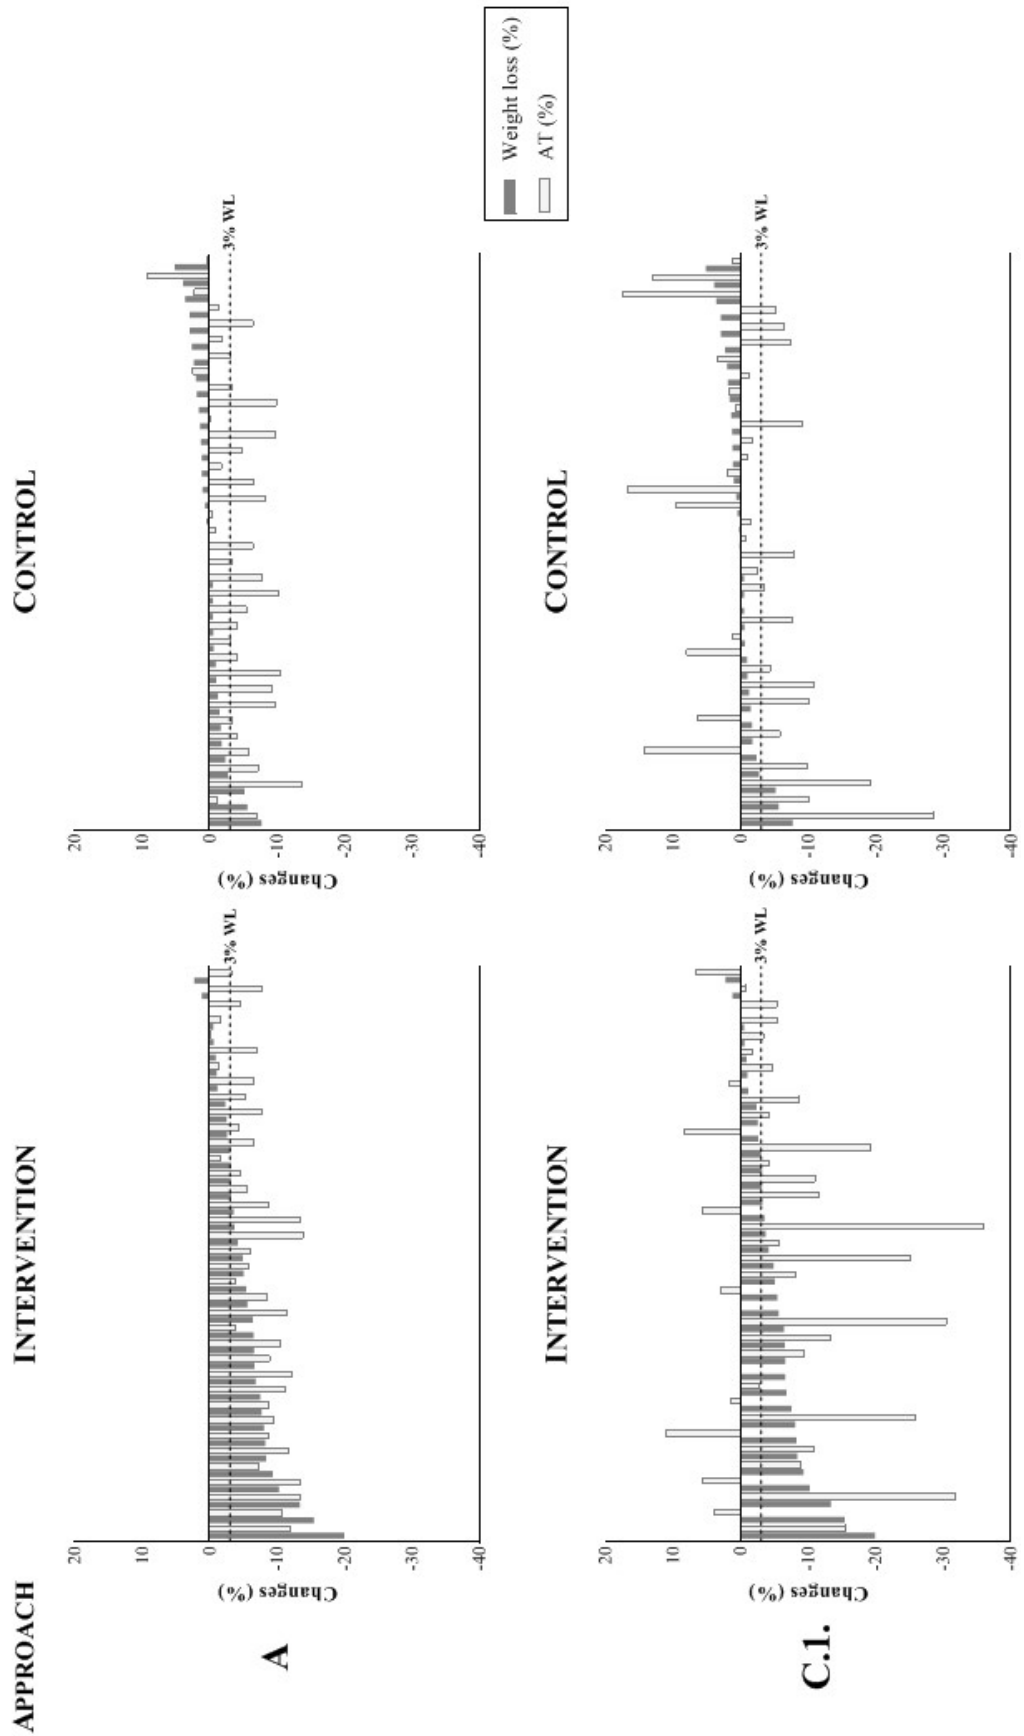 APPROACH
INTERVENTION
CONTROL
A
Changes (%)
20
10
0
-10
-20
-30
-40
3% WL
Changes (%)
20
10
0
-10
-20
-30
-40
3% WL
Weight loss (%)
AT (%)
INTERVENTION
CONTROL
C.1.
Changes (%)
20
10
0
-10
-20
-30
-40
3% WL
Changes (%)
20
10
0
-10
-20
-30
-40
3% WL